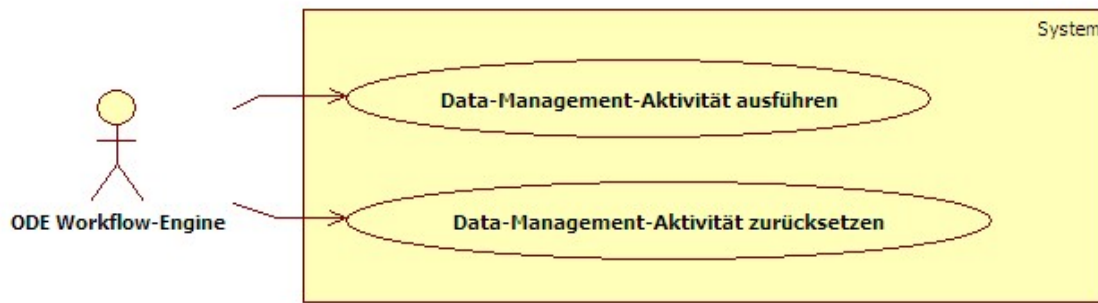 System
Data-Management-Aktivität ausführen
ODE Workflow-Engine
Data-Management-Aktivität zurücksetzen